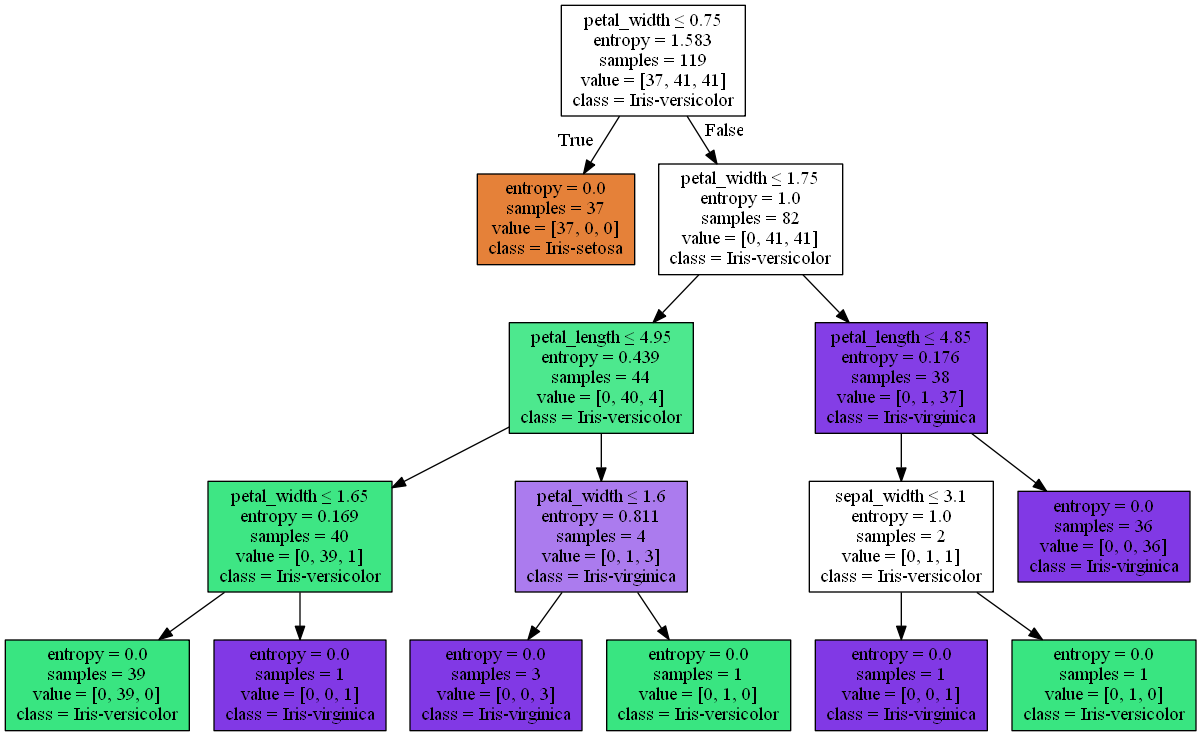 petal_width ≤ 0.75
entropy = 1.583
samples = 119
value = [37, 41, 41]
class = Iris-versicolor
True
False
entropy = 0.0
samples = 37
value = [37, 0, 0]
class = Iris-setosa
petal_width ≤ 1.75
entropy = 1.0
samples = 82
value = [0, 41, 41]
class = Iris-versicolor
petal_length ≤ 4.95
entropy = 0.439
samples = 44
value = [0, 40, 4]
class = Iris-versicolor
petal_length ≤ 4.85
entropy = 0.176
samples = 38
value = [0, 1, 37]
class = Iris-virginica
petal_width ≤ 1.65
entropy = 0.169
samples = 40
value = [0, 39, 1]
class = Iris-versicolor
petal_width ≤ 1.6
entropy = 0.811
samples = 4
value = [0, 1, 3]
class = Iris-virginica
sepal_width ≤ 3.1
entropy = 1.0
samples = 2
value = [0, 1, 1]
class = Iris-versicolor
entropy = 0.0
samples = 36
value = [0, 0, 36]
class = Iris-virginica
entropy = 0.0
samples = 39
value = [0, 39, 0]
class = Iris-versicolor
entropy = 0.0
samples = 1
value = [0, 0, 1]
class = Iris-virginica
entropy = 0.0
samples = 3
value = [0, 0, 3]
class = Iris-virginica
entropy = 0.0
samples = 1
value = [0, 1, 0]
class = Iris-versicolor
entropy = 0.0
samples = 1
value = [0, 0, 1]
class = Iris-virginica
entropy = 0.0
samples = 1
value = [0, 1, 0]
class = Iris-versicolor